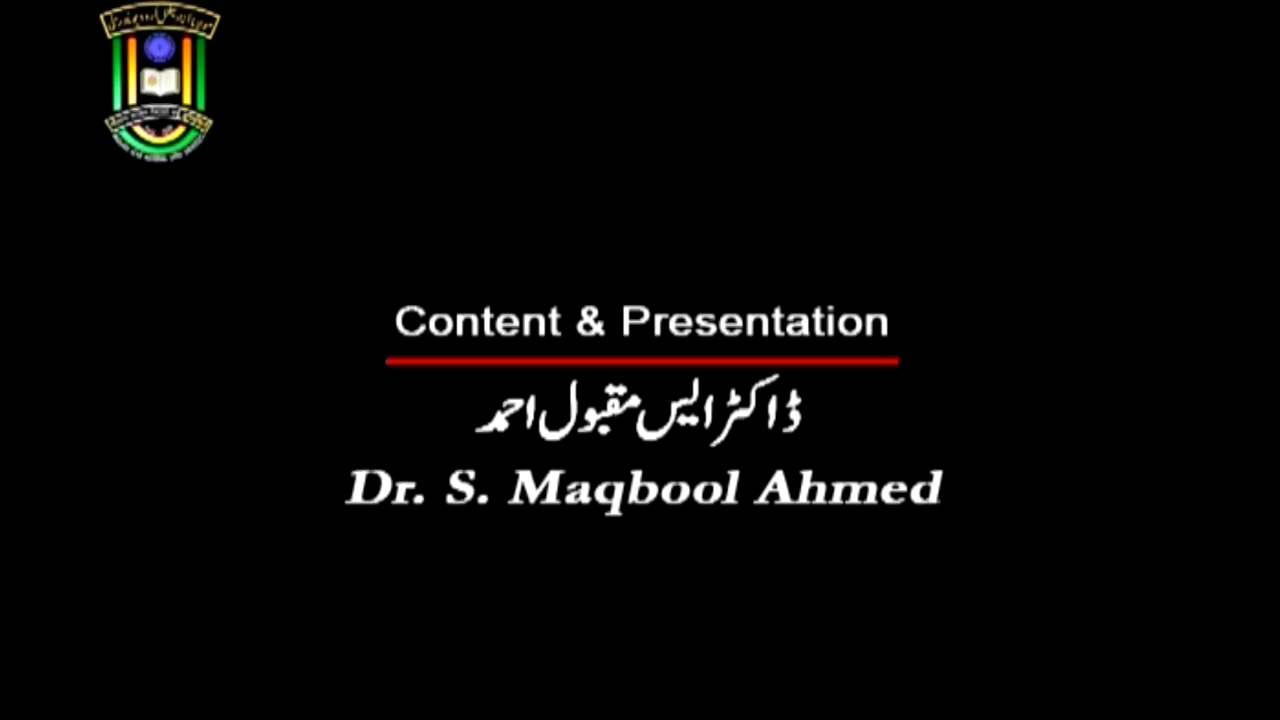 Content & Presentation
ڈاکٹر ایس مقبول احمد
Dr. S. Maqbool Ahmed